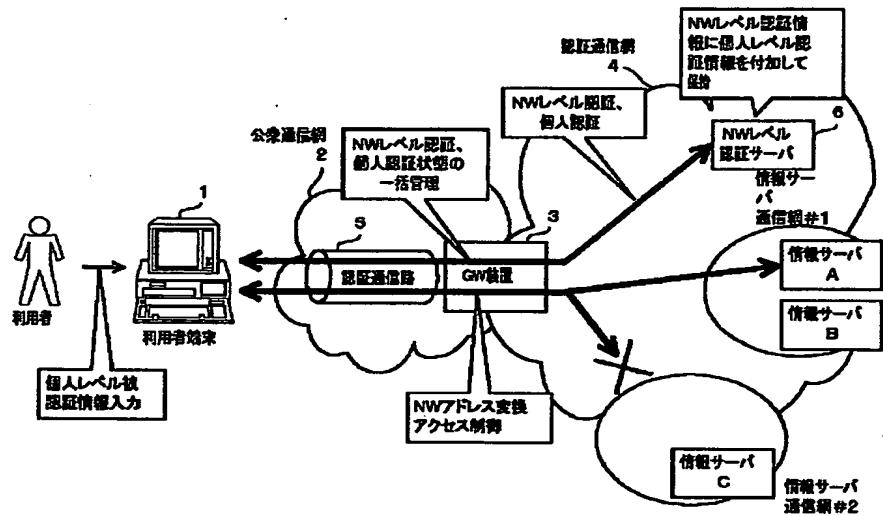 利用者
個人レベル被
認証情報入力
1
利用者端末
公衆通信網
2
5
認証通信路
NWレベル認証、
個人認証状態の
一括管理
3
GW装置
NWアドレス変換
アクセス制御
認証通信網
4
NWレベル認証、
個人認証
NWレベル認証情
報に個人レベル認
証情報を付加して
保持
6
NWレベル
認証サーバ
情報サー
バ
通信網#1
情報サーバ
A
情報サーバ
B
情報サーバ
C
情報サーバ
通信網#2